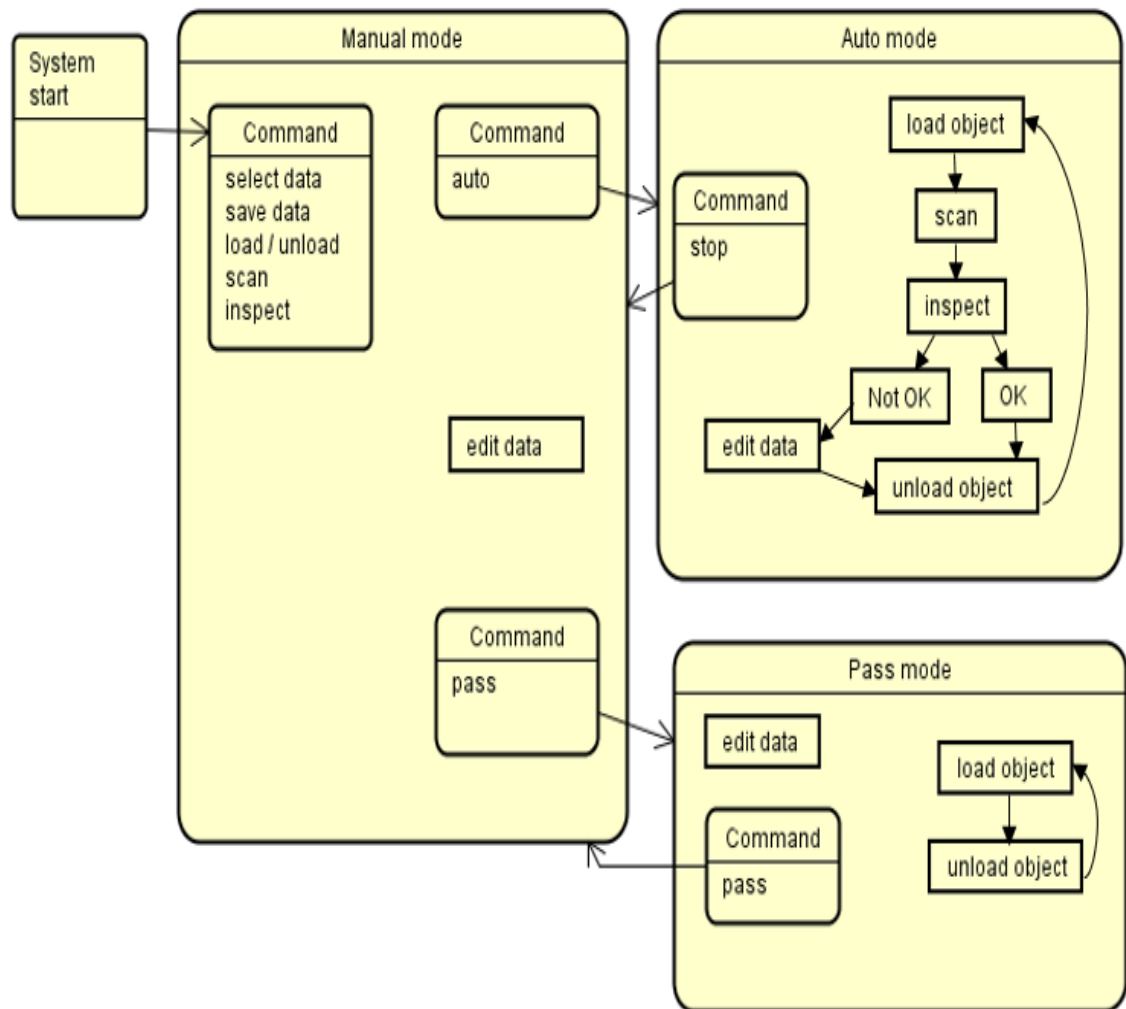 System
start
Manual mode
Command
select data
save data
load / unload
scan
inspect
Command
auto
edit data
Command
pass
Auto mode
Command
stop
load object
scan
inspect
Not OK
OK
edit data
unload object
Pass mode
edit data
Command
pass
load object
unload object